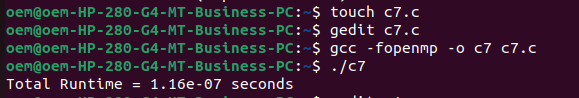 oem@oem-HP-280-G4-MT-Business-PC:~$ touch c7.c
oem@oem-HP-280-G4-MT-Business-PC:~$ gedit c7.c
oem@oem-HP-280-G4-MT-Business-PC:~$ gcc -fopenmp -o c7 c7.c
oem@oem-HP-280-G4-MT-Business-PC:~$ ./c7
Total Runtime = 1.16e-07 seconds